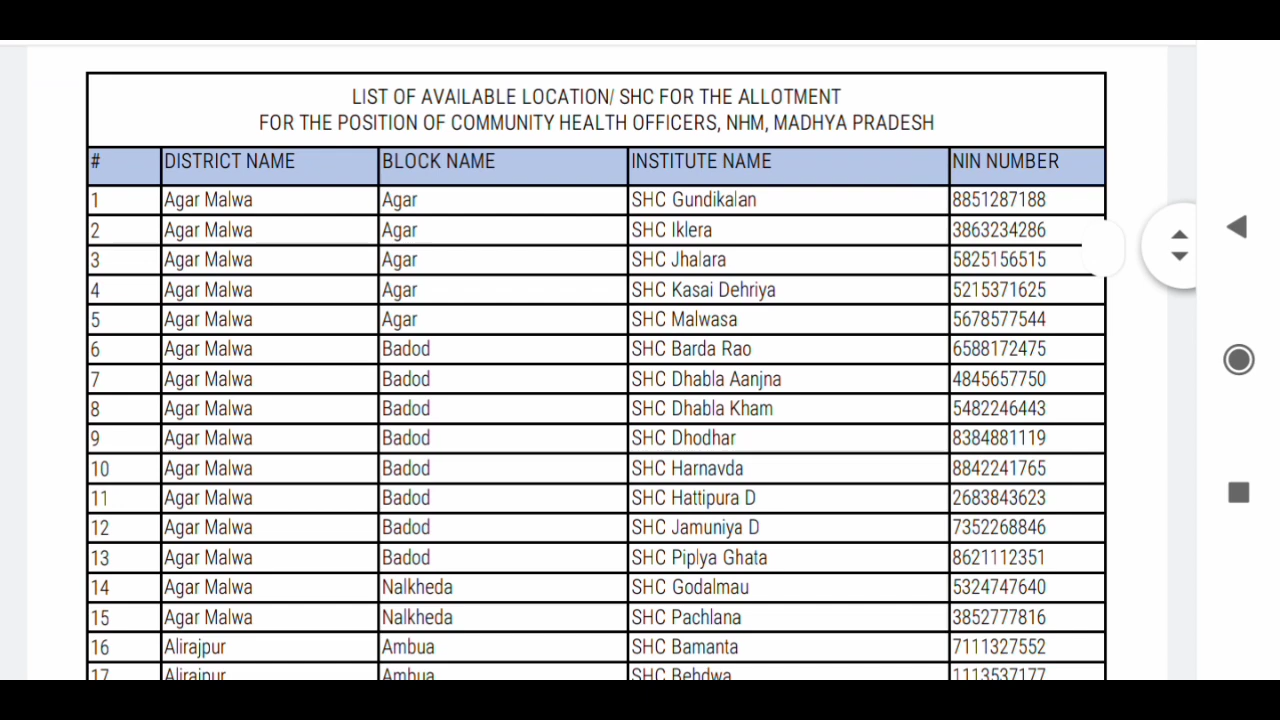 LIST OF AVAILABLE LOCATION/ SHC FOR THE ALLOTMENT
FOR THE POSITION OF COMMUNITY HEALTH OFFICERS, NHM, MADHYA PRADESH
# DISTRICT NAME BLOCK NAME INSTITUTE NAME NIN NUMBER
1 Agar Malwa Agar SHC Gundikalan 8851287188
2 Agar Malwa Agar SHC Iklera 3863234286
3 Agar Malwa Agar SHC Jhalara 5825156515
4 Agar Malwa Agar SHC Kasai Dehriya 5215371625
5 Agar Malwa Agar SHC Malwasa 5678577544
6 Agar Malwa Badod SHC Barda Rao 6588172475
7 Agar Malwa Badod SHC Dhabla Aanjna 4845657750
8 Agar Malwa Badod SHC Dhabla Kham 5482246443
9 Agar Malwa Badod SHC Dhodhar 8384881119
10 Agar Malwa Badod SHC Harnavda 8842241765
11 Agar Malwa Badod SHC Hattipura D 2683843623
12 Agar Malwa Badod SHC Jamuniya D 7352268846
13 Agar Malwa Badod SHC Piplya Ghata 8621112351
14 Agar Malwa Nalkheda SHC Godalmau 5324747640
15 Agar Malwa Nalkheda SHC Pachlana 3852777816
16 Alirajpur Ambua SHC Bamanta 7111327552
17 Alirajpur Ambua SHC Behdwa 1113537177